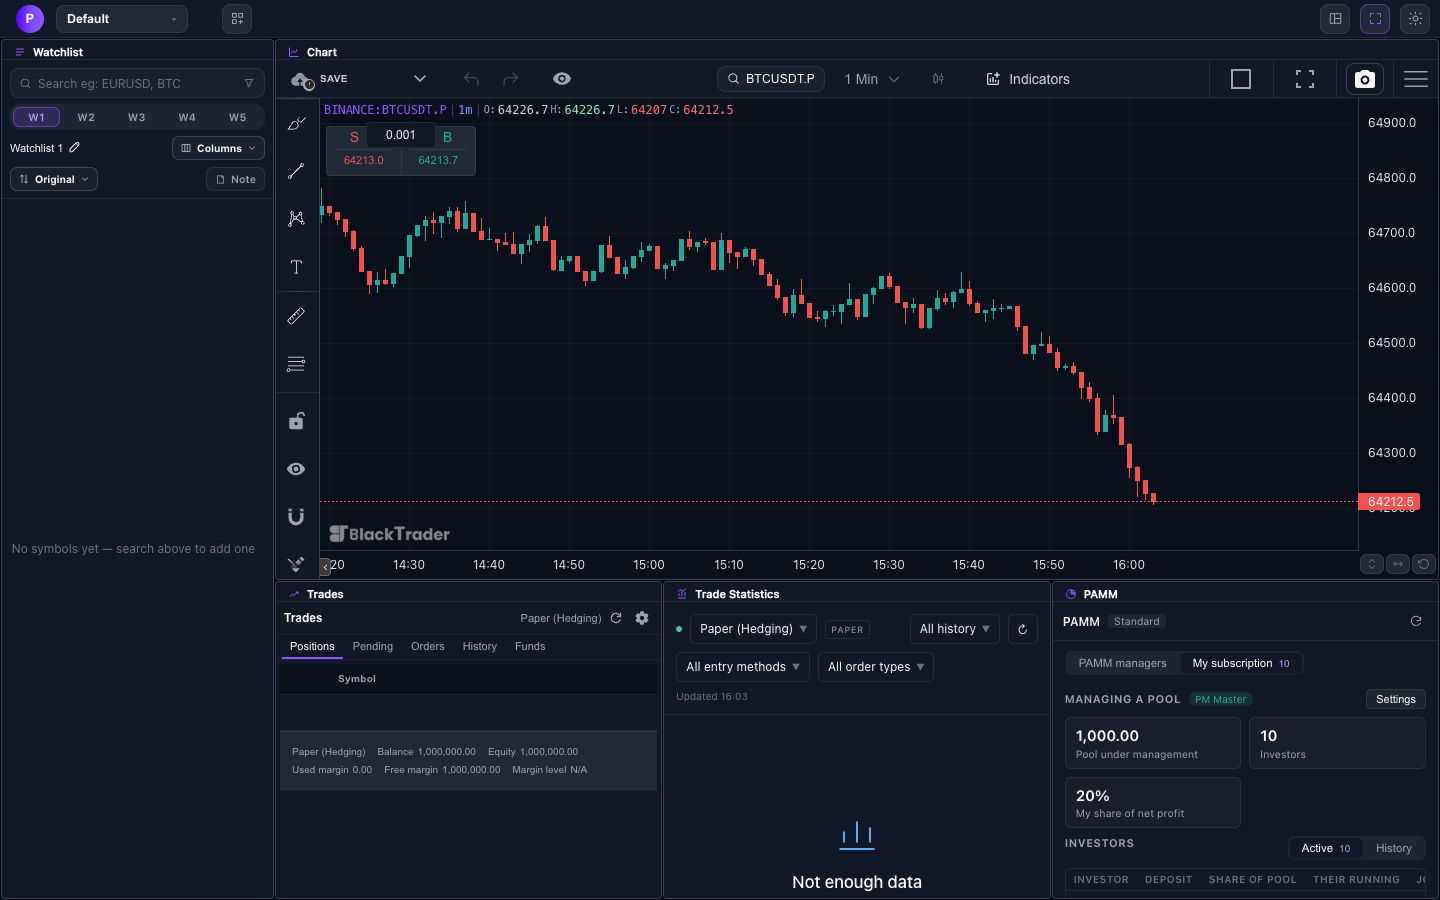 P Default
Watchlist
Search eg: EURUSD, BTC
W1 W2 W3 W4 W5
Watchlist 1 Columns
Original Note
No symbols yet — search above to add one
Chart
SAVE BTCUSDT.P 1 Min Indicators
BINANCE:BTCUSDT.P 1m O: 64226.7 H: 64226.7 L: 64207 C: 64212.5
S 0.001 B
64213.0 64213.7
64900.0
64800.0
64700.0
64600.0
64500.0
64400.0
64300.0
64212.5
BlackTrader
20 14:30 14:40 14:50 15:00 15:10 15:20 15:30 15:40 15:50 16:00
Trades
Trades Paper (Hedging)
Positions Pending Orders History Funds
Symbol
Paper (Hedging) Balance 1,000,000.00 Equity 1,000,000.00
Used margin 0.00 Free margin 1,000,000.00 Margin level N/A
Trade Statistics
Paper (Hedging) PAPER All history
All entry methods All order types
Updated 16:03
Not enough data
PAMM
PAMM Standard
PAMM managers My subscription 10
MANAGING A POOL PM Master Settings
1,000.00 10
Pool under management Investors
20%
My share of net profit
INVESTORS Active 10 History
INVESTOR DEPOSIT SHARE OF POOL THEIR RUNNING